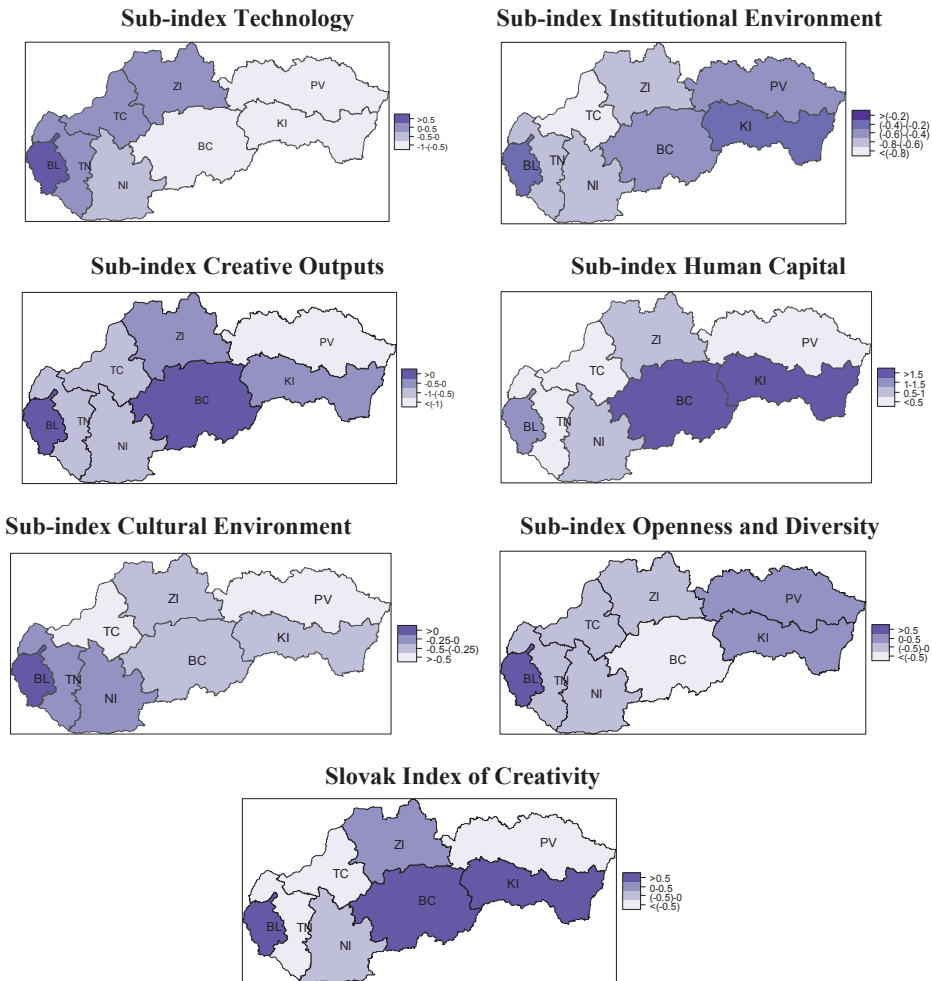 Sub-index Technology
ZI
PV
TC
KI
BC
BL
TN
NI
>0.5
0-0.5
-0.5-0
-1-(-0.5)
Sub-index Institutional Environment
ZI
PV
TC
KI
BC
BL
TN
NI
>(-0.2)
(-0.4)-(-0.2)
(-0.6)-(-0.4)
-0.8-(-0.6)
<(-0.8)
Sub-index Creative Outputs
ZI
PV
TC
KI
BC
BL
TN
NI
>0
-0.5-0
-1-(-0.5)
<(-1)
Sub-index Human Capital
ZI
PV
TC
KI
BC
BL
TN
NI
>1.5
1-1.5
0.5-1
<0.5
Sub-index Cultural Environment
ZI
PV
TC
KI
BC
BL
TN
NI
>0
-0.25-0
-0.5-(-0.25)
>-0.5
Sub-index Openness and Diversity
ZI
PV
TC
KI
BC
BL
TN
NI
>0.5
0-0.5
(-0.5)-0
<(-0.5)
Slovak Index of Creativity
ZI
PV
TC
KI
BC
BL
TN
NI
>0.5
0-0.5
(-0.5)-0
<(-0.5)